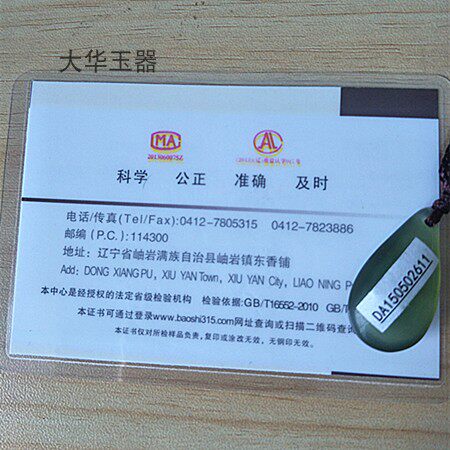 大华玉器
MA
2013060075Z
AL
科学 公正 准确 及时
电话/传真(Tel/Fax):0412-7805315 0412-7823886
邮编 (P.C.):114300
地址: 辽宁省岫岩满族自治县岫岩镇东香铺
Add: DONG XIANG PU, XIU YAN Town, XIU YAN City, LIAO NING P
本中心是经授权的法定省级检验机构 检验依据:GB/T16552-2010 GB/T
本证书可通过登录www.baoshi315.com网址查询或扫描二维码查询
本证书仅对所检样品负责,复印或涂改无效,无钢印无效。
DA150502611